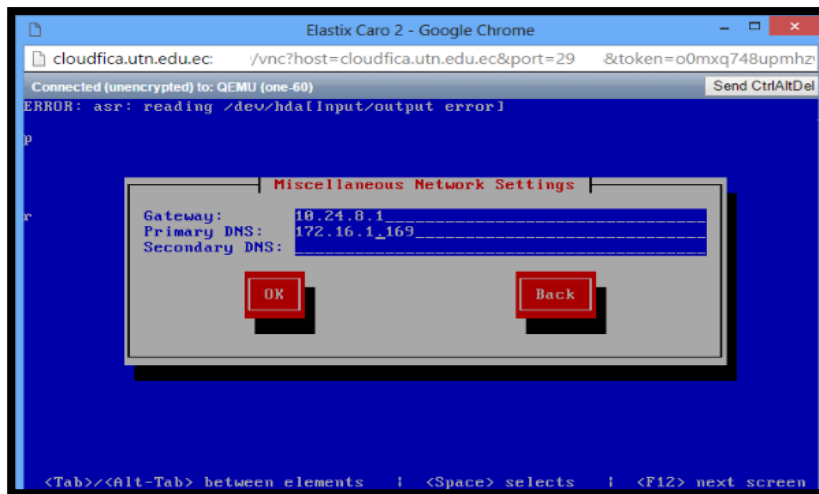 Elastix Caro 2 - Google Chrome
cloudfica.utn.edu.ec: /vnc?host=cloudfica.utn.edu.ec&port=29 &token=o0mxq748upmhz
Connected (unencrypted) to: QEMU (one-60) Send CtrlAltDel
ERROR: asr: reading /dev/hda[Input/output error]
p
Miscellaneous Network Settings
r
Gateway: 10.24.8.1
Primary DNS: 172.16.1.169
Secondary DNS:
OK Back
<Tab>/<Alt-Tab> between elements | <Space> selects | <F12> next screen